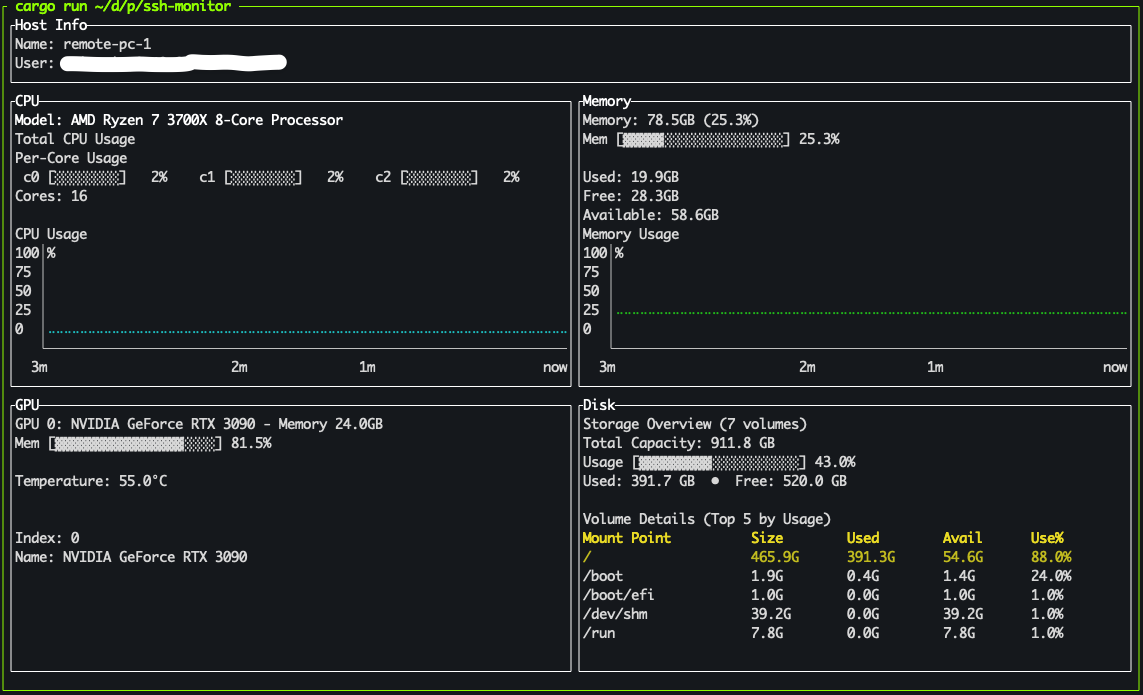 cargo run ~/d/p/ssh-monitor
Host Info
Name: remote-pc-1
User:
CPU
Model: AMD Ryzen 7 3700X 8-Core Processor
Total CPU Usage
Per-Core Usage
c0 [░░░░░░░░] 2% c1 [░░░░░░░░] 2% c2 [░░░░░░░░] 2%
Cores: 16
CPU Usage
100 %
75
50
25
0
3m 2m 1m now
Memory
Memory: 78.5GB (25.3%)
Mem [▓▓▓▓▓░░░░░░░░░░░░░░░] 25.3%
Used: 19.9GB
Free: 28.3GB
Available: 58.6GB
Memory Usage
100 %
75
50
25
0
3m 2m 1m now
GPU
GPU 0: NVIDIA GeForce RTX 3090 - Memory 24.0GB
Mem [▓▓▓▓▓▓▓▓▓▓▓▓▓▓▓▓░░░░] 81.5%
Temperature: 55.0°C
Index: 0
Name: NVIDIA GeForce RTX 3090
Disk
Storage Overview (7 volumes)
Total Capacity: 911.8 GB
Usage [▓▓▓▓▓▓▓▓▓░░░░░░░░░░░] 43.0%
Used: 391.7 GB ● Free: 520.0 GB
Volume Details (Top 5 by Usage)
Mount Point Size Used Avail Use%
/ 465.9G 391.3G 54.6G 88.0%
/boot 1.9G 0.4G 1.4G 24.0%
/boot/efi 1.0G 0.0G 1.0G 1.0%
/dev/shm 39.2G 0.0G 39.2G 1.0%
/run 7.8G 0.0G 7.8G 1.0%